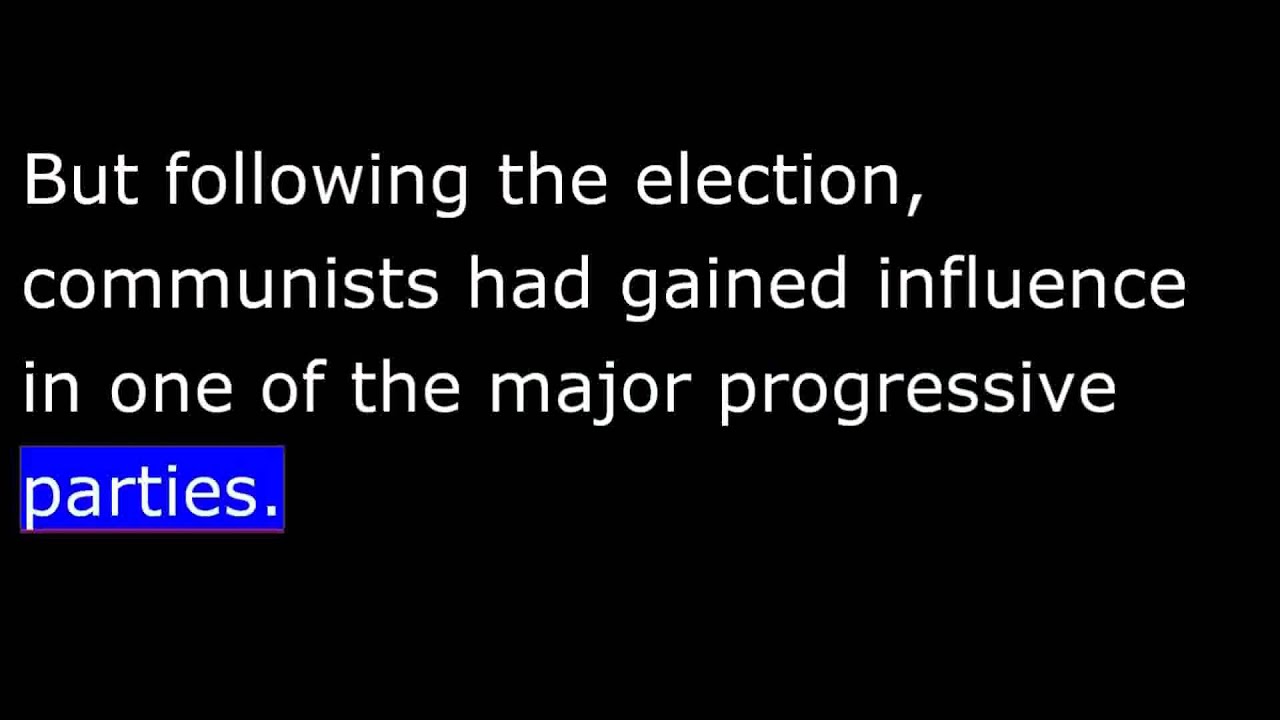 But following the election,
communists had gained influence
in one of the major progressive
parties.